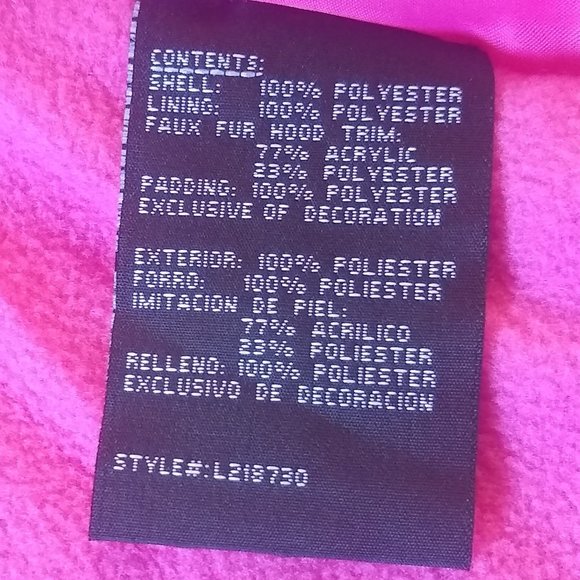 CONTENTS:
SHELL: 100% POLYESTER
LINING: 100% POLYESTER
FAUX FUR HOOD TRIM:
77% ACRYLIC
23% POLYESTER
PADDING: 100% POLYESTER
EXCLUSIVE OF DECORATION
EXTERIOR: 100% POLIESTER
FORRO: 100% POLIESTER
IMITACION DE PIEL:
77% ACRILICO
23% POLIESTER
RELLENO: 100% POLIESTER
EXCLUSIVO DE DECORACION
STYLE#:L218730